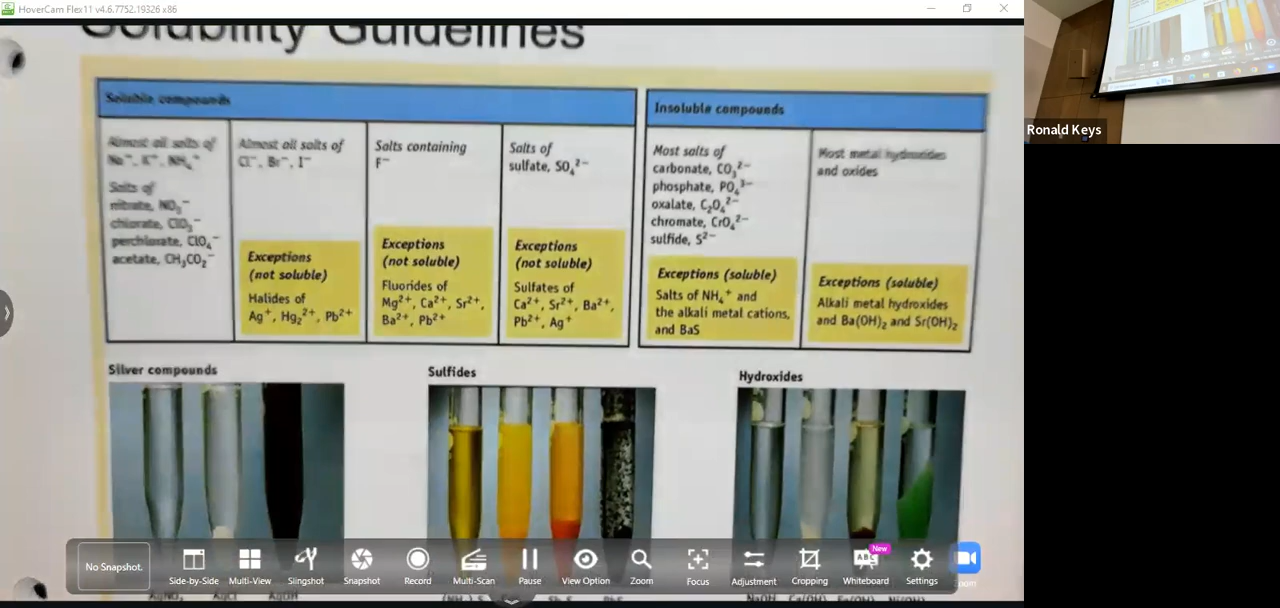 HoverCam Flex11 v4.6.7752.19326 x86
Solubility Guidelines
Soluble compounds
Almost all salts of
Na⁺, K⁺, NH₄⁺
Salts of
nitrate, NO₃⁻
chlorate, ClO₃⁻
perchlorate, ClO₄⁻
acetate, CH₃CO₂⁻
Almost all salts of
Cl⁻, Br⁻, I⁻
Exceptions
(not soluble)
Halides of
Ag⁺, Hg₂²⁺, Pb²⁺
Salts containing
F⁻
Exceptions
(not soluble)
Fluorides of
Mg²⁺, Ca²⁺, Sr²⁺,
Ba²⁺, Pb²⁺
Salts of
sulfate, SO₄²⁻
Exceptions
(not soluble)
Sulfates of
Ca²⁺, Sr²⁺, Ba²⁺,
Pb²⁺, Ag⁺
Insoluble compounds
Most salts of
carbonate, CO₃²⁻
phosphate, PO₄³⁻
oxalate, C₂O₄²⁻
chromate, CrO₄²⁻
sulfide, S²⁻
Exceptions (soluble)
Salts of NH₄⁺ and
the alkali metal cations,
and BaS
Most metal hydroxides
and oxides
Exceptions (soluble)
Alkali metal hydroxides
and Ba(OH)₂ and Sr(OH)₂
Silver compounds
Sulfides
Hydroxides
No Snapshot.
Side-by-Side
Multi-View
Slingshot
Snapshot
Record
Multi-Scan
Pause
View Option
Zoom
Focus
Adjustment
Cropping
ABC
New
Whiteboard
Settings
Ronald Keys